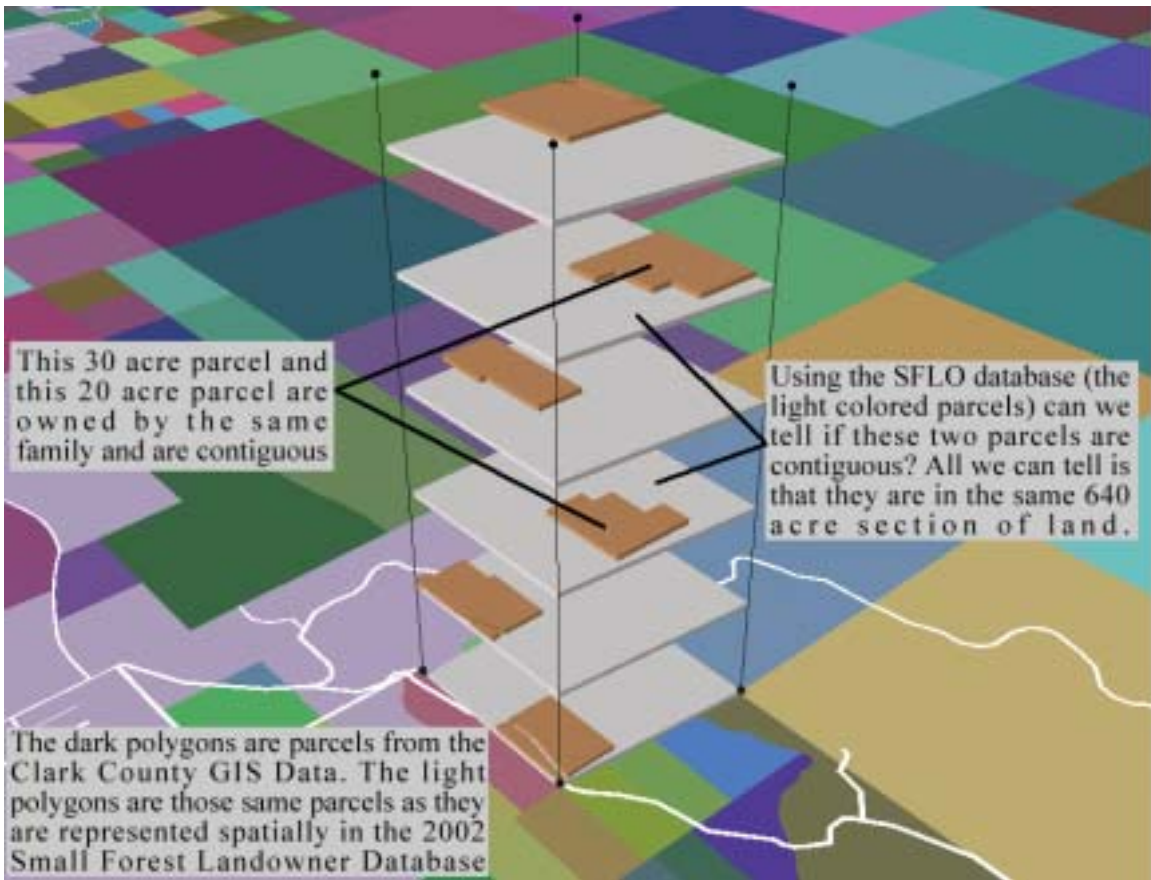 This 30 acre parcel and
this 20 acre parcel are
owned by the same
family and are contiguous
Using the SFLO database (the
light colored parcels) can we
tell if these two parcels are
contiguous? All we can tell is
that they are in the same 640
acre section of land.
The dark polygons are parcels from the
Clark County GIS Data. The light
polygons are those same parcels as they
are represented spatially in the 2002
Small Forest Landowner Database